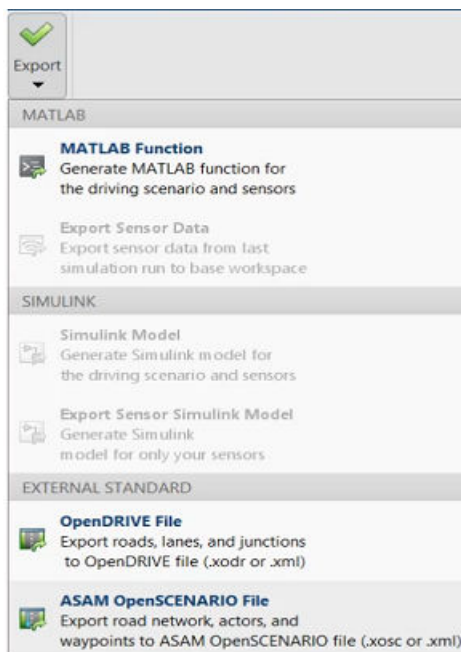 Export
MATLAB
MATLAB Function
Generate MATLAB function for
the driving scenario and sensors
Export Sensor Data
Export sensor data from last
simulation run to base workspace
SIMULINK
Simulink Model
Generate Simulink model for
the driving scenario and sensors
Export Sensor Simulink Model
Generate Simulink
model for only your sensors
EXTERNAL STANDARD
OpenDRIVE File
Export roads, lanes, and junctions
to OpenDRIVE file (.xodr or .xml)
ASAM OpenSCENARIO File
Export road network, actors, and
waypoints to ASAM OpenSCENARIO file (.xosc or .xml)